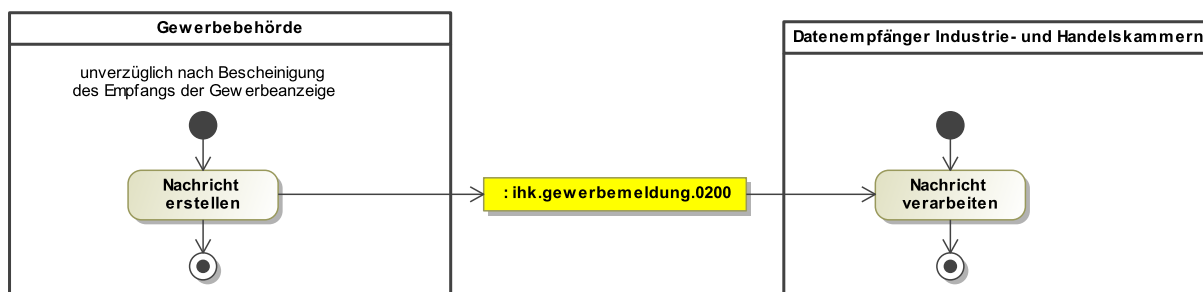 Gewerbebehörde
Datenempfänger Industrie- und Handelskammern
unverzüglich nach Bescheinigung
des Empfangs der Gewerbeanzeige
Nachricht
erstellen
: ihk.gewerbemeldung.0200
Nachricht
verarbeiten